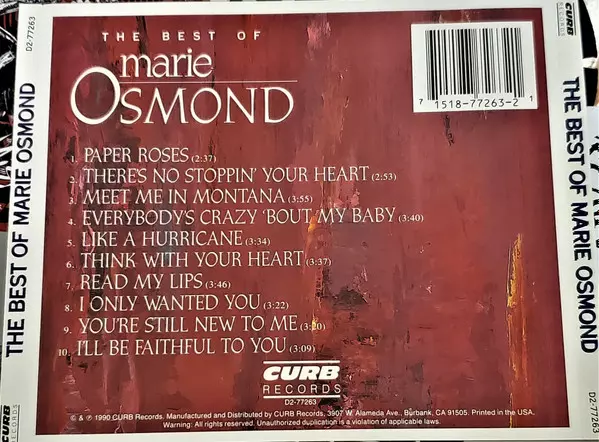 D2-77263
THE BEST OF MARIE OSMOND
CURB
RECORDS
THE BEST OF
marie
OSMOND
7 1518-77263-2 1
1. PAPER ROSES (2:37)
2. THERE'S NO STOPPIN' YOUR HEART (2:53)
3. MEET ME IN MONTANA (3:55)
4. EVERYBODY'S CRAZY 'BOUT MY BABY (3:40)
5. LIKE A HURRICANE (3:34)
6. THINK WITH YOUR HEART (3:37)
7. READ MY LIPS (3:46)
8. I ONLY WANTED YOU (3:22)
9. YOU'RE STILL NEW TO ME (3:20)
10. I'LL BE FAITHFUL TO YOU (3:09)
CURB
RECORDS
D2-77263
© & ℗ 1990 CURB Records. Manufactured and Distributed by CURB Records, 3907 W. Alameda Ave., Burbank, CA 91505. Printed in the USA.
Warning: All rights reserved. Unauthorized duplication is a violation of applicable laws.
CURB
RECORDS
THE BEST OF MARIE OSMOND
D2-77263